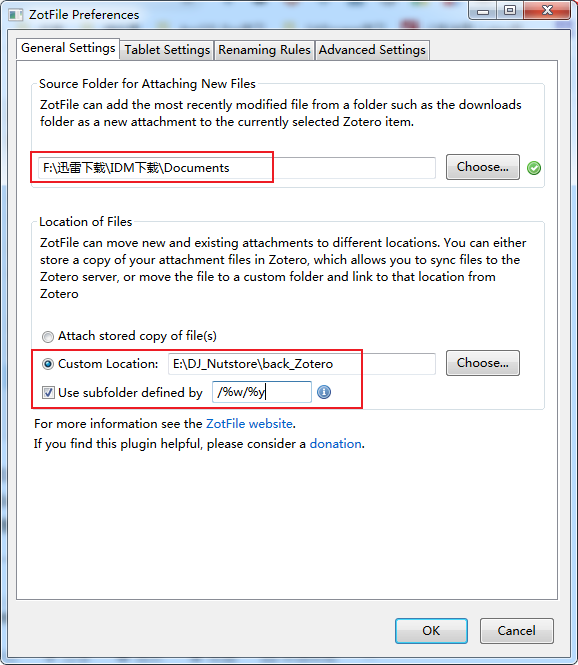 ZotFile Preferences
General Settings Tablet Settings Renaming Rules Advanced Settings
Source Folder for Attaching New Files
ZotFile can add the most recently modified file from a folder such as the downloads
folder as a new attachment to the currently selected Zotero item.
F:\迅雷下载\IDM下载\Documents Choose...
Location of Files
ZotFile can move new and existing attachments to different locations. You can either
store a copy of your attachment files in Zotero, which allows you to sync files to the
Zotero server, or move the file to a custom folder and link to that location from
Zotero
Attach stored copy of file(s)
Custom Location: E:\DJ_Nutstore\back_Zotero Choose...
Use subfolder defined by /%w/%y
For more information see the ZotFile website.
If you find this plugin helpful, please consider a donation.
OK Cancel